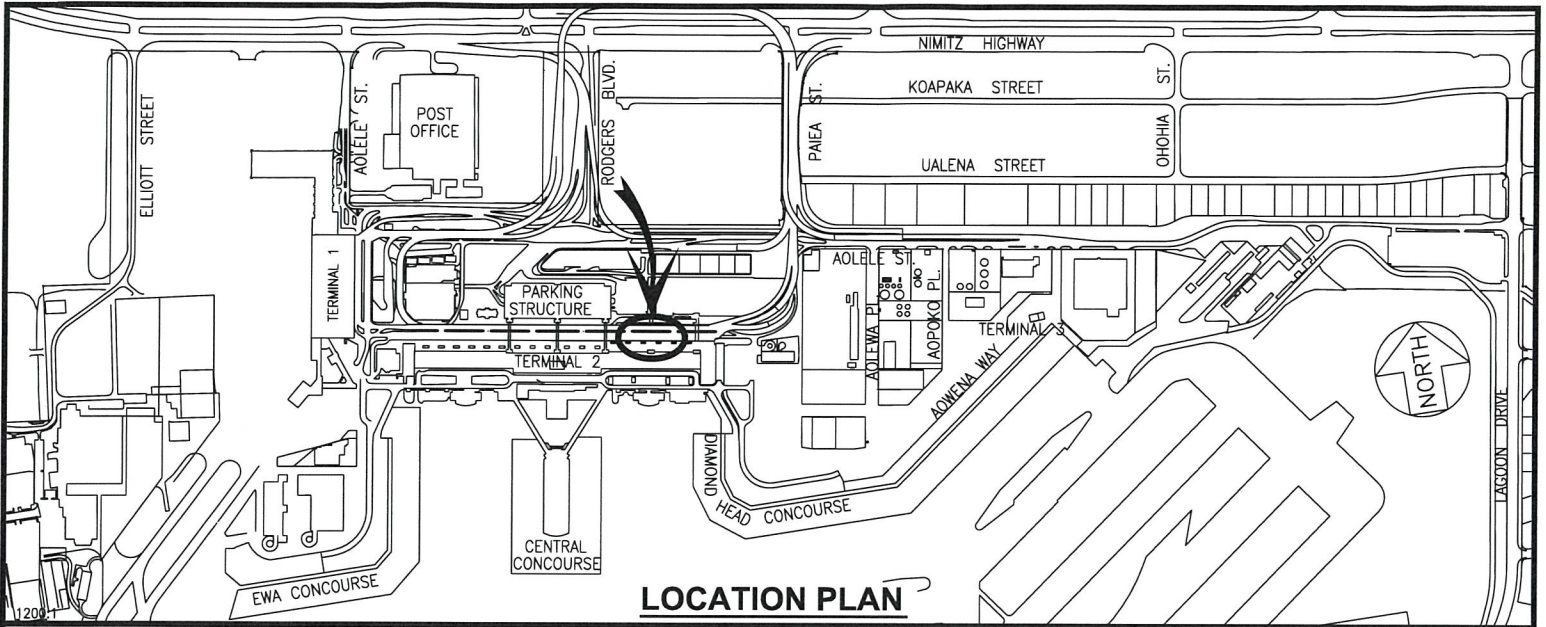 NIMITZ HIGHWAY
KOAPAKA STREET
UALENA STREET
ELLIOTT STREET
AOLELE ST.
POST
OFFICE
RODGERS BLVD.
PAIEA ST.
OHOHIA ST.
TERMINAL 1
PARKING
STRUCTURE
TERMINAL 2
AOLELE ST.
AOLEWA PL.
AOPOKO PL.
TERMINAL 3
AOWENA WAY
NORTH
LAGOON DRIVE
DIAMOND
HEAD CONCOURSE
CENTRAL
CONCOURSE
EWA CONCOURSE
1200:1
LOCATION PLAN